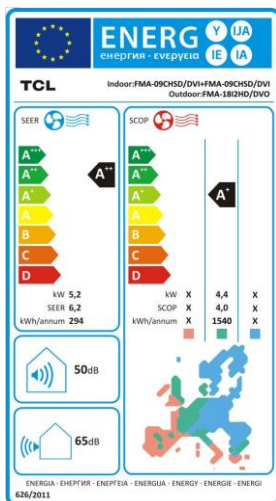 ENERG Y IJA
енергия · ενεργεια IE IA
TCL
Indoor:FMA-09CHSD/DVI+FMA-09CHSD/DVI
Outdoor:FMA-18I2HD/DVO
SEER SCOP
A+++ A+++
A++ A++ A++
A+ A+ A+
A A
B B
C C
D D
kW 5,2 kW X 4,4 X
SEER 6,2 SCOP X 4,0 X
kWh/annum 294 kWh/annum X 1540 X
50dB
65dB
ENERGIA · ЕНЕРГИЯ · ΕΝΕΡΓΕΙΑ · ENERGIJA · ENERGY · ENERGIE · ENERGI
626/2011